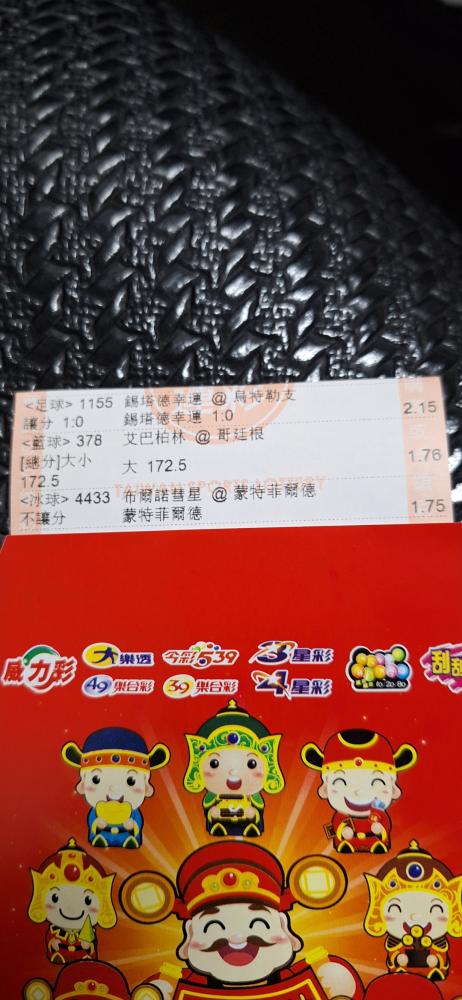 <足球> 1155 錫塔德幸運 @ 烏特勒支
讓分 1:0 錫塔德幸運 1:0 2.15
<籃球> 378 艾巴柏林 @ 哥廷根
[總分]大小 大 172.5 1.76
172.5
TAIWAN SPORTS LOTTERY
<冰球> 4433 布爾諾彗星 @ 蒙特菲爾德
不讓分 蒙特菲爾德 1.75
威力彩 大樂透 今彩539 3星彩
49樂合彩 39樂合彩 4星彩